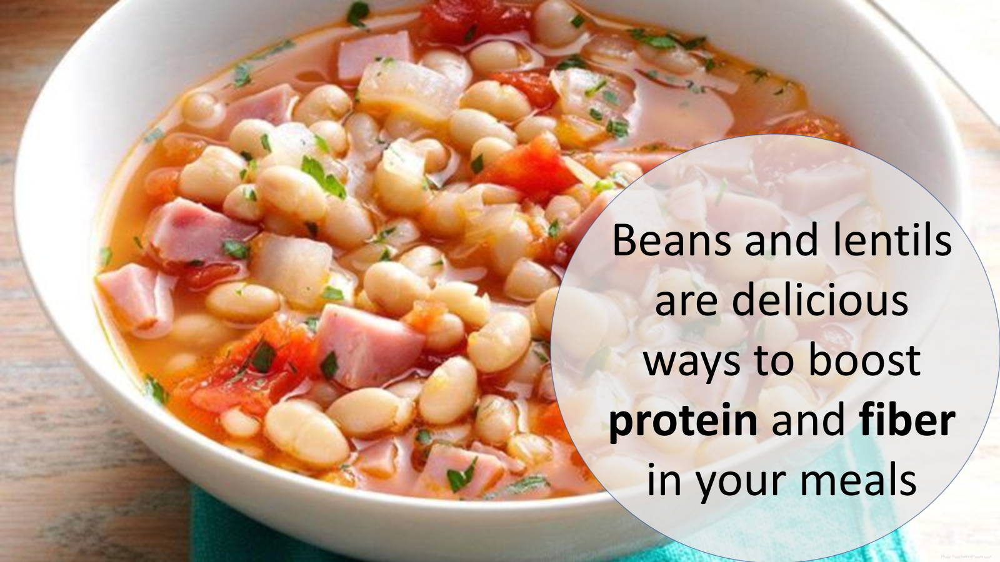 Beans and lentils
are delicious
ways to boost
protein and fiber
in your meals